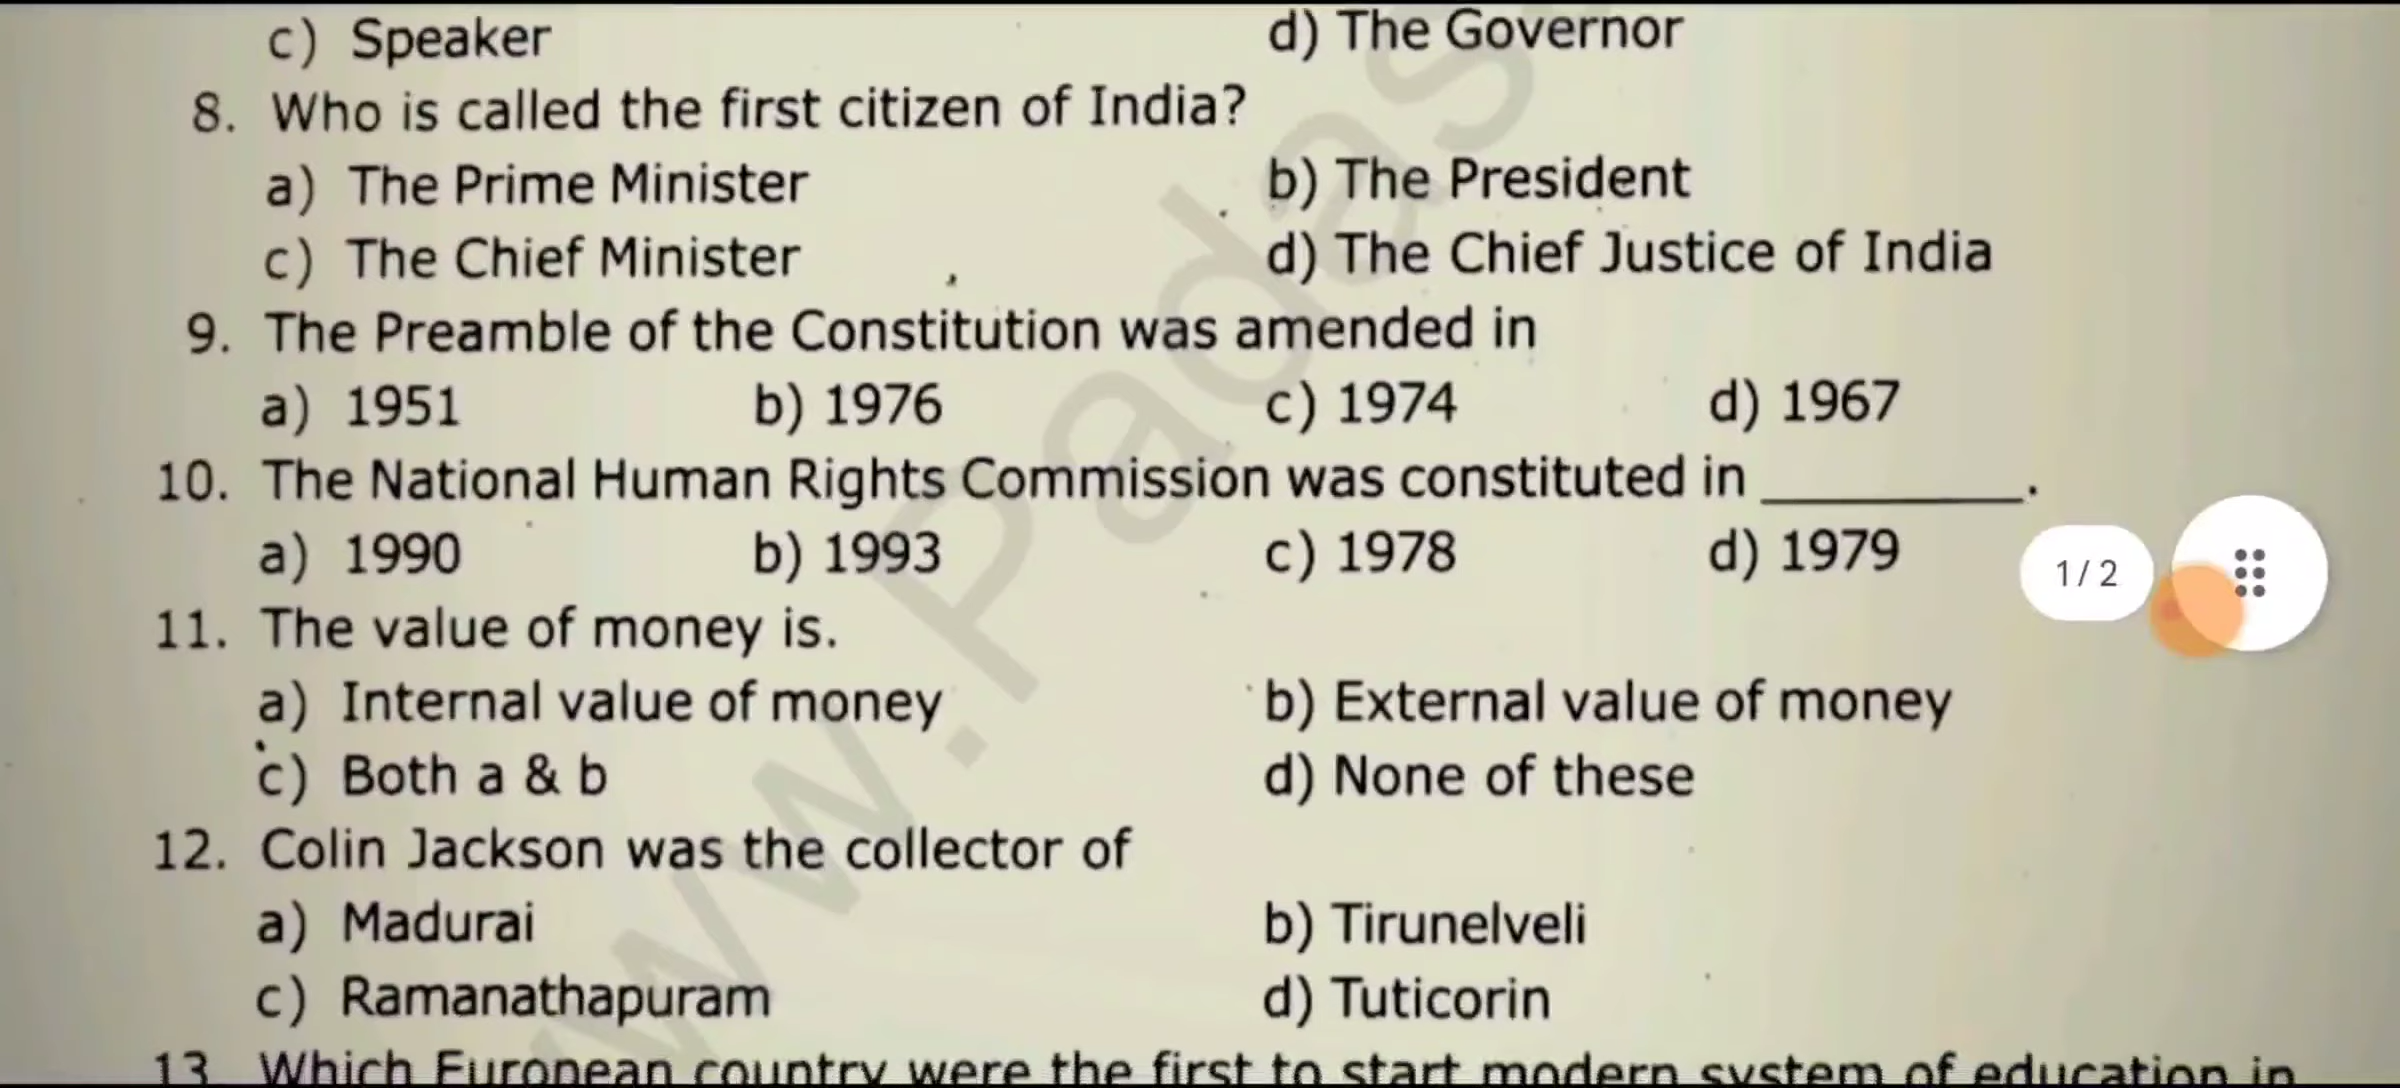 c) Speaker d) The Governor
8. Who is called the first citizen of India?
a) The Prime Minister b) The President
c) The Chief Minister d) The Chief Justice of India
9. The Preamble of the Constitution was amended in
a) 1951 b) 1976 c) 1974 d) 1967
10. The National Human Rights Commission was constituted in __________.
a) 1990 b) 1993 c) 1978 d) 1979
1/2
11. The value of money is.
a) Internal value of money b) External value of money
c) Both a & b d) None of these
12. Colin Jackson was the collector of
a) Madurai b) Tirunelveli
c) Ramanathapuram d) Tuticorin
13 Which European country were the first to start modern system of education in
ww.Padas